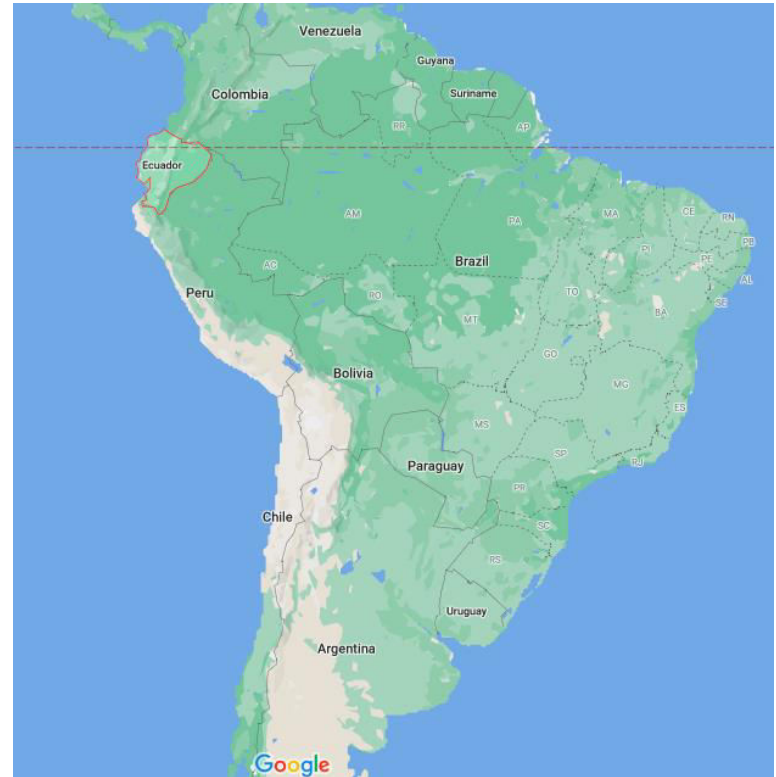 Venezuela
Guyana
Colombia
Suriname
RR
AP
Ecuador
AM
PA
MA
CE
RN
PB
PI
PE
AL
AC
Brazil
RO
TO
SE
Peru
MT
BA
GO
Bolivia
MG
ES
MS
SP
Paraguay
RJ
PR
Chile
SC
RS
Uruguay
Argentina
Google